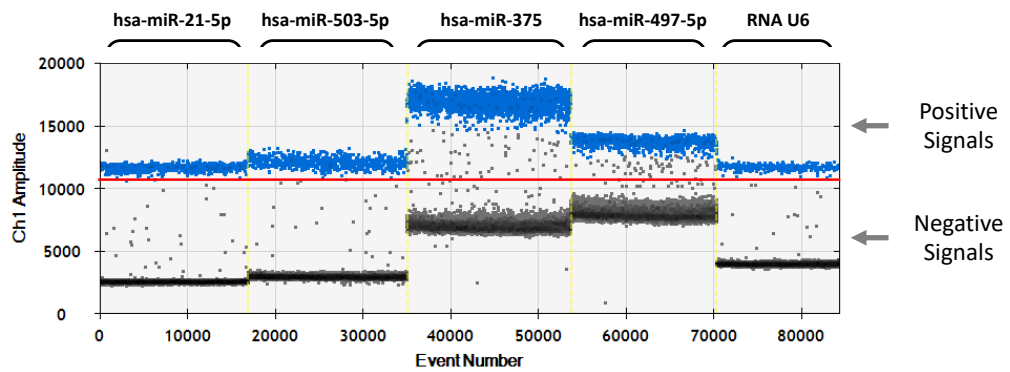 hsa-miR-21-5p hsa-miR-503-5p hsa-miR-375 hsa-miR-497-5p RNA U6
20000
15000
10000
5000
0
Ch1 Amplitude
0 10000 20000 30000 40000 50000 60000 70000 80000
Event Number
Positive
Signals
Negative
Signals